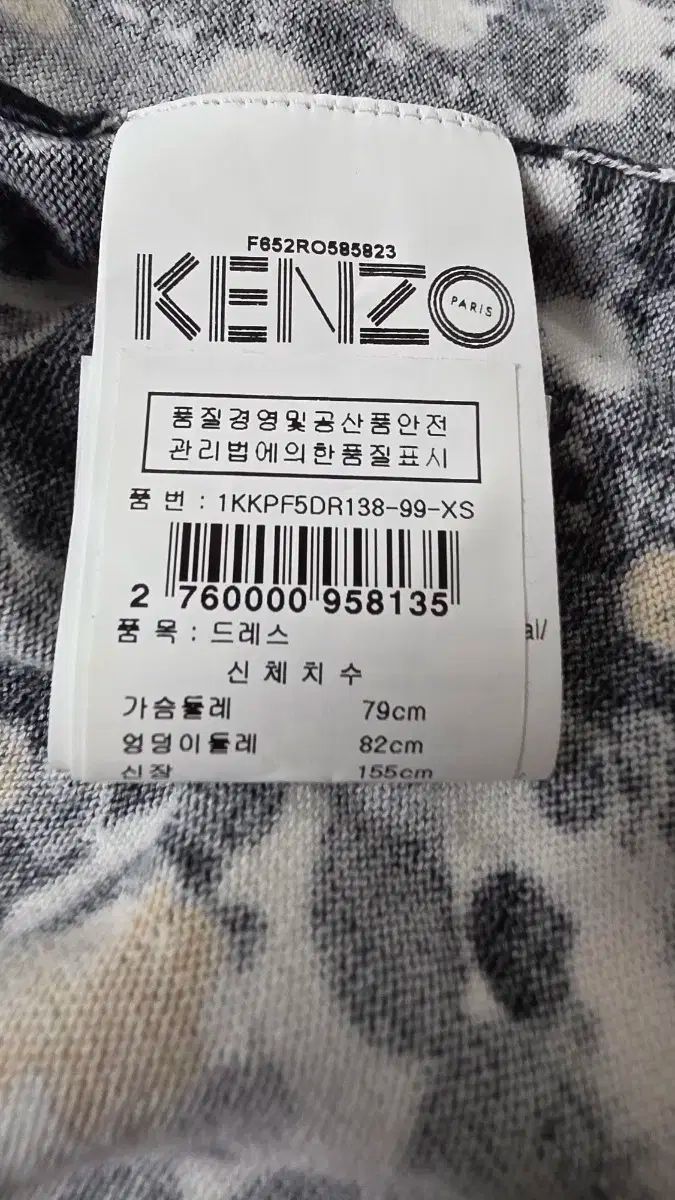 F652RO585823
KENZO
PARIS
품질경영및공산품안전
관리법에의한품질표시
품 번 : 1KKPF5DR138-99-XS
2 760000 958135
품 목 : 드레스
al/
신 체 치 수
가슴둘레 79cm
엉덩이둘레 82cm
신장 155cm